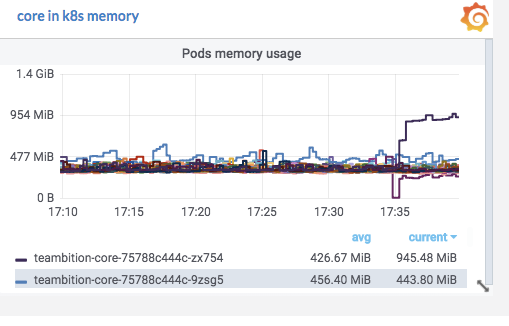 core in k8s memory
Pods memory usage
1.4 GiB
954 MiB
477 MiB
0 B
17:10 17:15 17:20 17:25 17:30 17:35
avg current
teambition-core-75788c444c-zx754 426.67 MiB 945.48 MiB
teambition-core-75788c444c-9zsg5 456.40 MiB 443.80 MiB